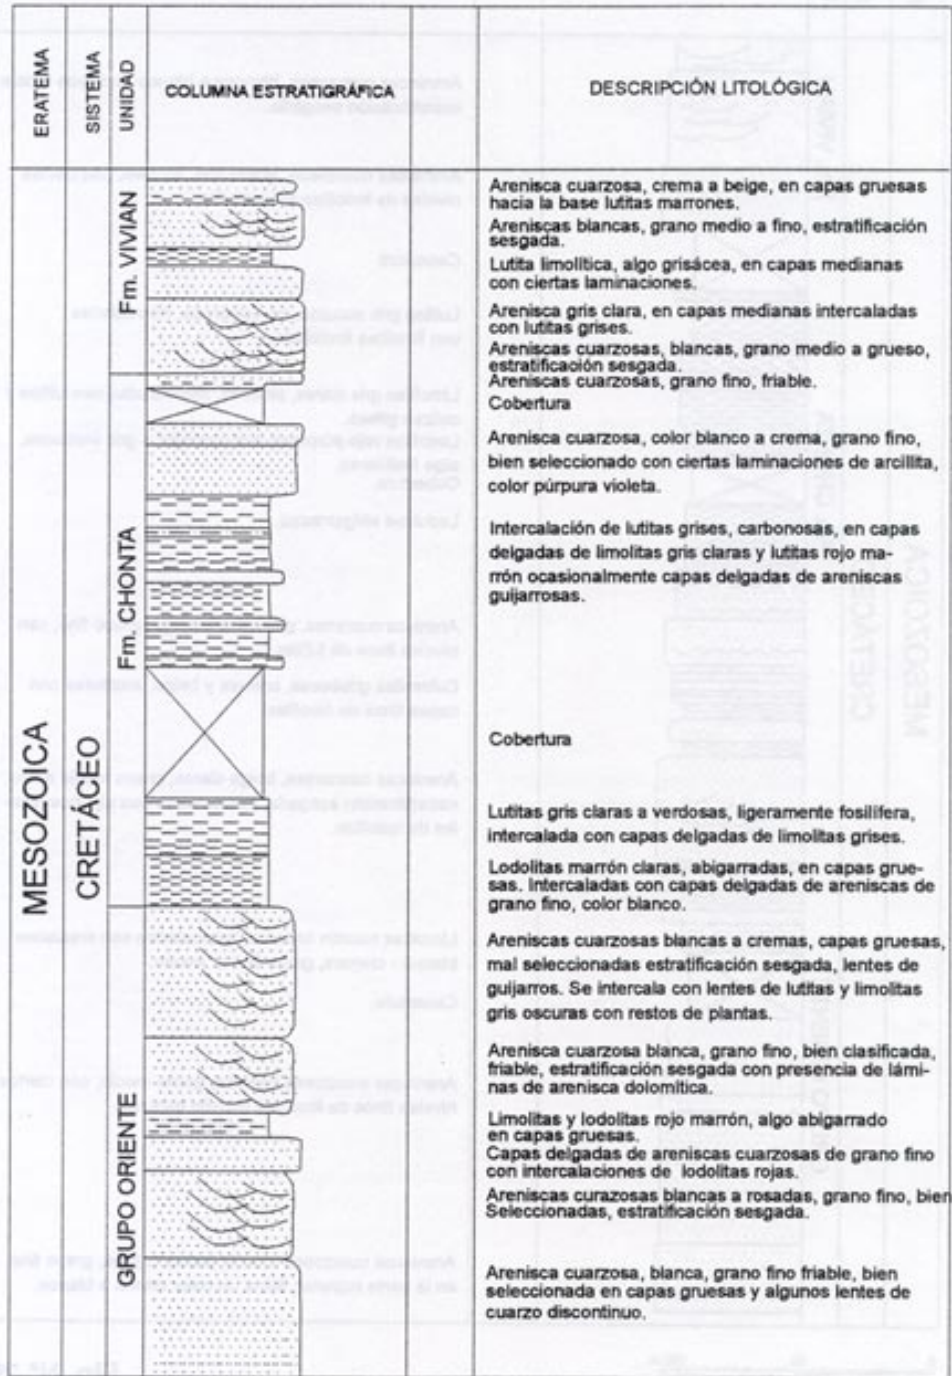 ERATEMA
SISTEMA
UNIDAD
COLUMNA ESTRATIGRÁFICA
DESCRIPCIÓN LITOLÓGICA
MESOZOICA
CRETÁCEO
Fm. VIVIAN
Fm. CHONTA
GRUPO ORIENTE
Arenisca cuarzosa, crema a beige, en capas gruesas
hacia la base lutitas marrones.
Areniscas blancas, grano medio a fino, estratificación
sesgada.
Lutita limolítica, algo grisácea, en capas medianas
con ciertas laminaciones.
Arenisca gris clara, en capas medianas intercaladas
con lutitas grises.
Areniscas cuarzosas, blancas, grano medio a grueso,
estratificación sesgada.
Areniscas cuarzosas, grano fino, friable.
Cobertura
Arenisca cuarzosa, color blanco a crema, grano fino,
bien seleccionado con ciertas laminaciones de arcillita,
color púrpura violeta.
Intercalación de lutitas grises, carbonosas, en capas
delgadas de limolitas gris claras y lutitas rojo ma-
rrón ocasionalmente capas delgadas de areniscas
guijarrosas.
Cobertura
Lutitas gris claras a verdosas, ligeramente fosilífera,
intercalada con capas delgadas de limolitas grises.
Lodolitas marrón claras, abigarradas, en capas grue-
sas. Intercaladas con capas delgadas de areniscas de
grano fino, color blanco.
Areniscas cuarzosas blancas a cremas, capas gruesas,
mal seleccionadas estratificación sesgada, lentes de
guijarros. Se intercala con lentes de lutitas y limolitas
gris oscuras con restos de plantas.
Arenisca cuarzosa blanca, grano fino, bien clasificada,
friable, estratificación sesgada con presencia de lámi-
nas de arenisca dolomítica.
Limolitas y lodolitas rojo marrón, algo abigarrado
en capas gruesas.
Capas delgadas de areniscas cuarzosas de grano fino
con intercalaciones de lodolitas rojas.
Areniscas curazosas blancas a rosadas, grano fino, bien
Seleccionadas, estratificación sesgada.
Arenisca cuarzosa, blanca, grano fino friable, bien
seleccionada en capas gruesas y algunos lentes de
cuarzo discontinuo.